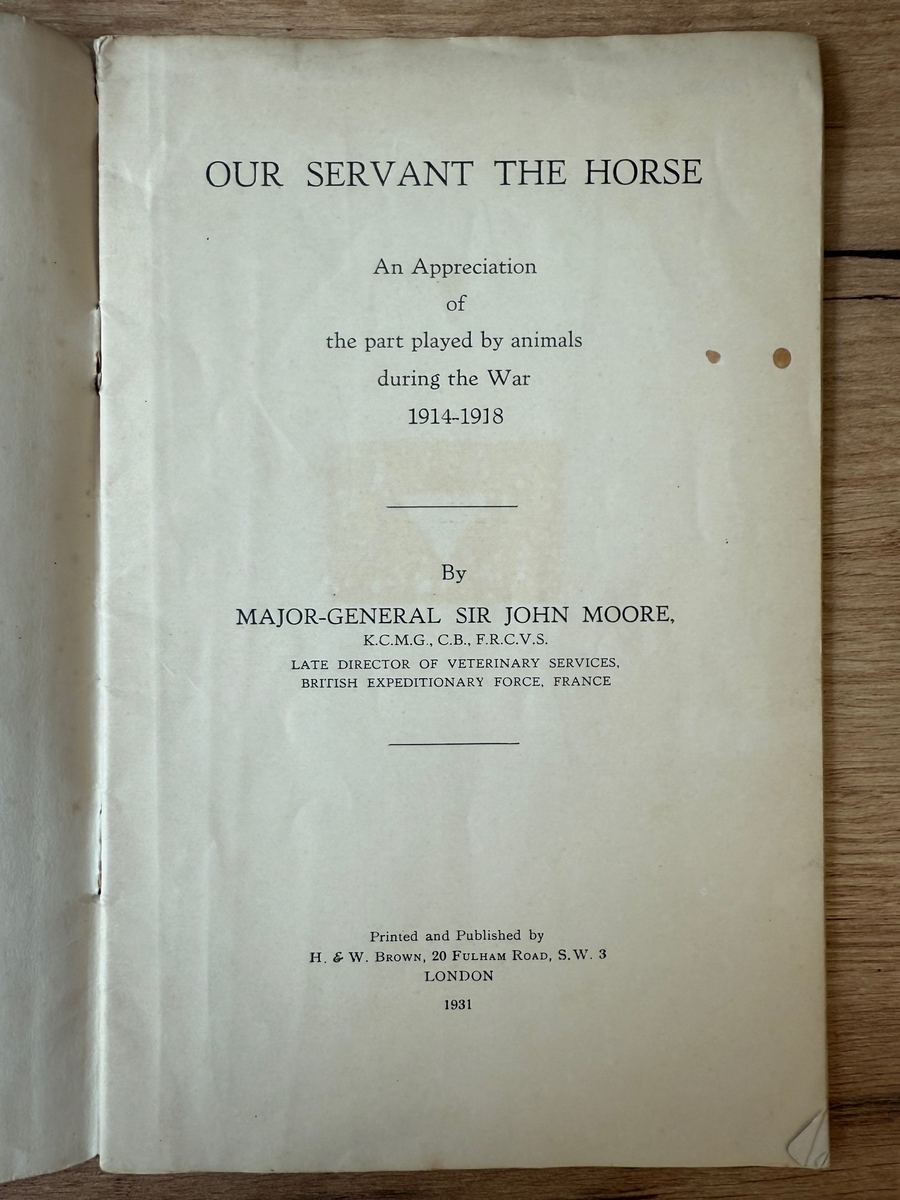 OUR SERVANT THE HORSE
An Appreciation
of
the part played by animals
during the War
1914-1918
By
MAJOR-GENERAL SIR JOHN MOORE,
K.C.M.G., C.B., F.R.C.V.S.
LATE DIRECTOR OF VETERINARY SERVICES,
BRITISH EXPEDITIONARY FORCE, FRANCE
Printed and Published by
H. & W. BROWN, 20 FULHAM ROAD, S.W. 3
LONDON
1931